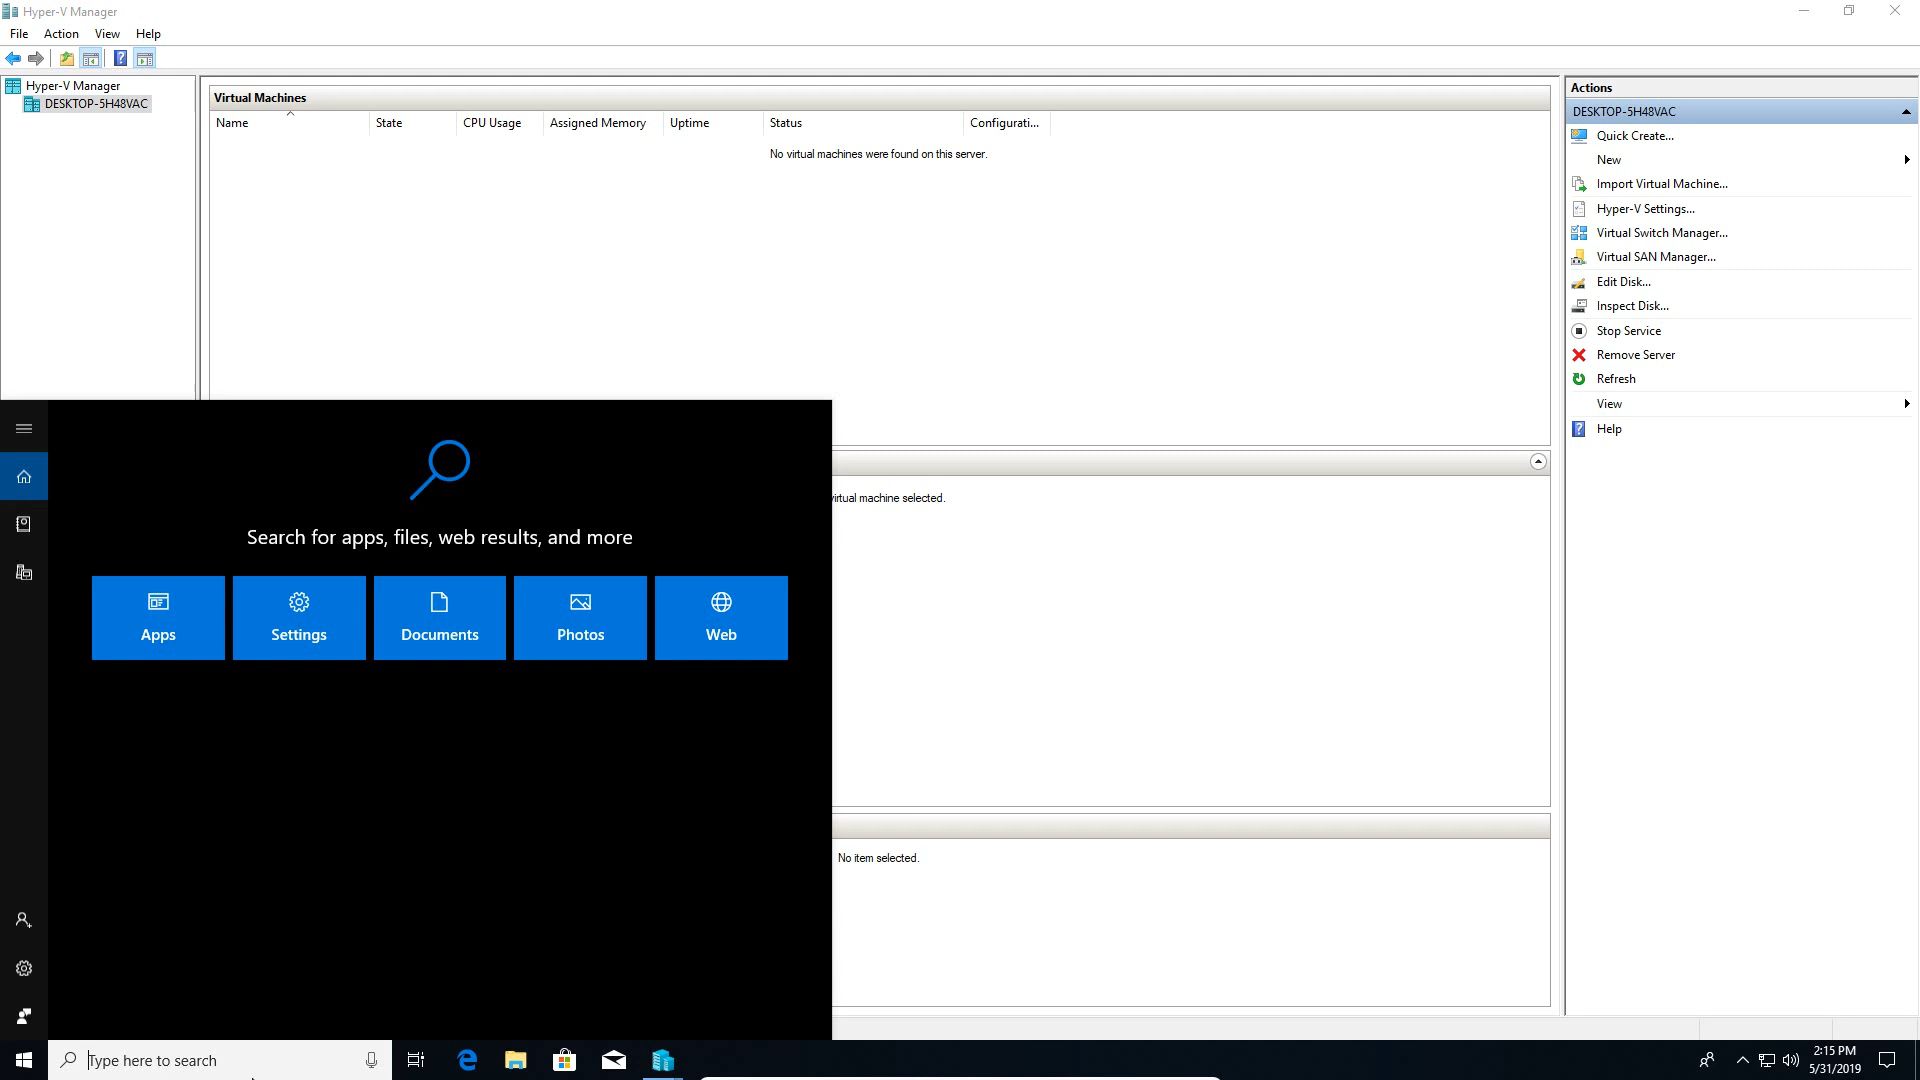 Hyper-V Manager
File Action View Help
Hyper-V Manager
DESKTOP-5H48VAC
Virtual Machines
Name State CPU Usage Assigned Memory Uptime Status Configurati...
No virtual machines were found on this server.
virtual machine selected.
No item selected.
Actions
DESKTOP-5H48VAC
Quick Create...
New
Import Virtual Machine...
Hyper-V Settings...
Virtual Switch Manager...
Virtual SAN Manager...
Edit Disk...
Inspect Disk...
Stop Service
Remove Server
Refresh
View
Help
Search for apps, files, web results, and more
Apps Settings Documents Photos Web
Type here to search
2:15 PM
5/31/2019